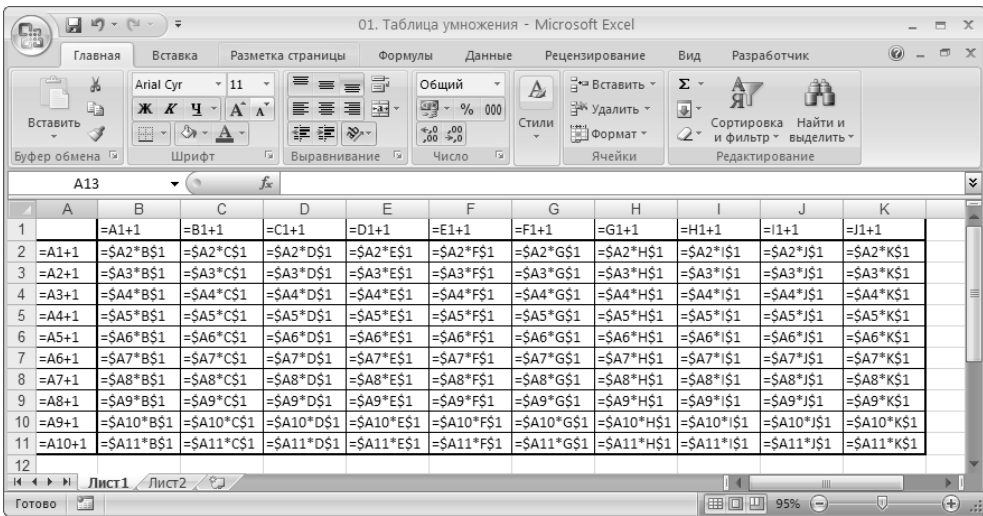 01. Таблица умножения - Microsoft Excel
Главная Вставка Разметка страницы Формулы Данные Рецензирование Вид Разработчик
Вставить
Буфер обмена
Arial Cyr 11
Ж К Ч A A
A
Шрифт
Выравнивание
Общий
% 000
,00 ,00 ,0
Число
Стили
Вставить
Удалить
Формат
Ячейки
Σ
Сортировка и фильтр
Найти и выделить
Редактирование
A13 fx
A B C D E F G H I J K
1 =A1+1 =B1+1 =C1+1 =D1+1 =E1+1 =F1+1 =G1+1 =H1+1 =I1+1 =J1+1
2 =A1+1 =$A2*B$1 =$A2*C$1 =$A2*D$1 =$A2*E$1 =$A2*F$1 =$A2*G$1 =$A2*H$1 =$A2*I$1 =$A2*J$1 =$A2*K$1
3 =A2+1 =$A3*B$1 =$A3*C$1 =$A3*D$1 =$A3*E$1 =$A3*F$1 =$A3*G$1 =$A3*H$1 =$A3*I$1 =$A3*J$1 =$A3*K$1
4 =A3+1 =$A4*B$1 =$A4*C$1 =$A4*D$1 =$A4*E$1 =$A4*F$1 =$A4*G$1 =$A4*H$1 =$A4*I$1 =$A4*J$1 =$A4*K$1
5 =A4+1 =$A5*B$1 =$A5*C$1 =$A5*D$1 =$A5*E$1 =$A5*F$1 =$A5*G$1 =$A5*H$1 =$A5*I$1 =$A5*J$1 =$A5*K$1
6 =A5+1 =$A6*B$1 =$A6*C$1 =$A6*D$1 =$A6*E$1 =$A6*F$1 =$A6*G$1 =$A6*H$1 =$A6*I$1 =$A6*J$1 =$A6*K$1
7 =A6+1 =$A7*B$1 =$A7*C$1 =$A7*D$1 =$A7*E$1 =$A7*F$1 =$A7*G$1 =$A7*H$1 =$A7*I$1 =$A7*J$1 =$A7*K$1
8 =A7+1 =$A8*B$1 =$A8*C$1 =$A8*D$1 =$A8*E$1 =$A8*F$1 =$A8*G$1 =$A8*H$1 =$A8*I$1 =$A8*J$1 =$A8*K$1
9 =A8+1 =$A9*B$1 =$A9*C$1 =$A9*D$1 =$A9*E$1 =$A9*F$1 =$A9*G$1 =$A9*H$1 =$A9*I$1 =$A9*J$1 =$A9*K$1
10 =A9+1 =$A10*B$1 =$A10*C$1 =$A10*D$1 =$A10*E$1 =$A10*F$1 =$A10*G$1 =$A10*H$1 =$A10*I$1 =$A10*J$1 =$A10*K$1
11 =A10+1 =$A11*B$1 =$A11*C$1 =$A11*D$1 =$A11*E$1 =$A11*F$1 =$A11*G$1 =$A11*H$1 =$A11*I$1 =$A11*J$1 =$A11*K$1
12
Лист1 Лист2
Готово 95%